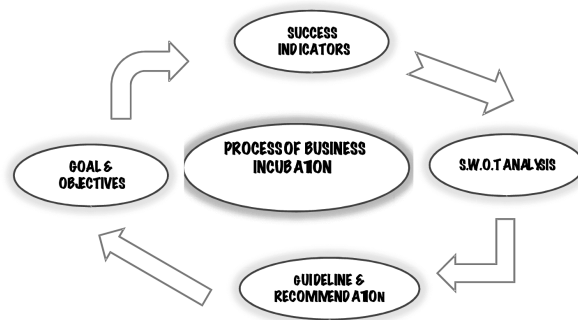 SUCCESS
INDICATORS
PROCESS OF BUSINESS
INCUBATION
GOAL &
OBJECTIVES
S.W.O.T ANALYSIS
GUIDELINE &
RECOMMENDATION